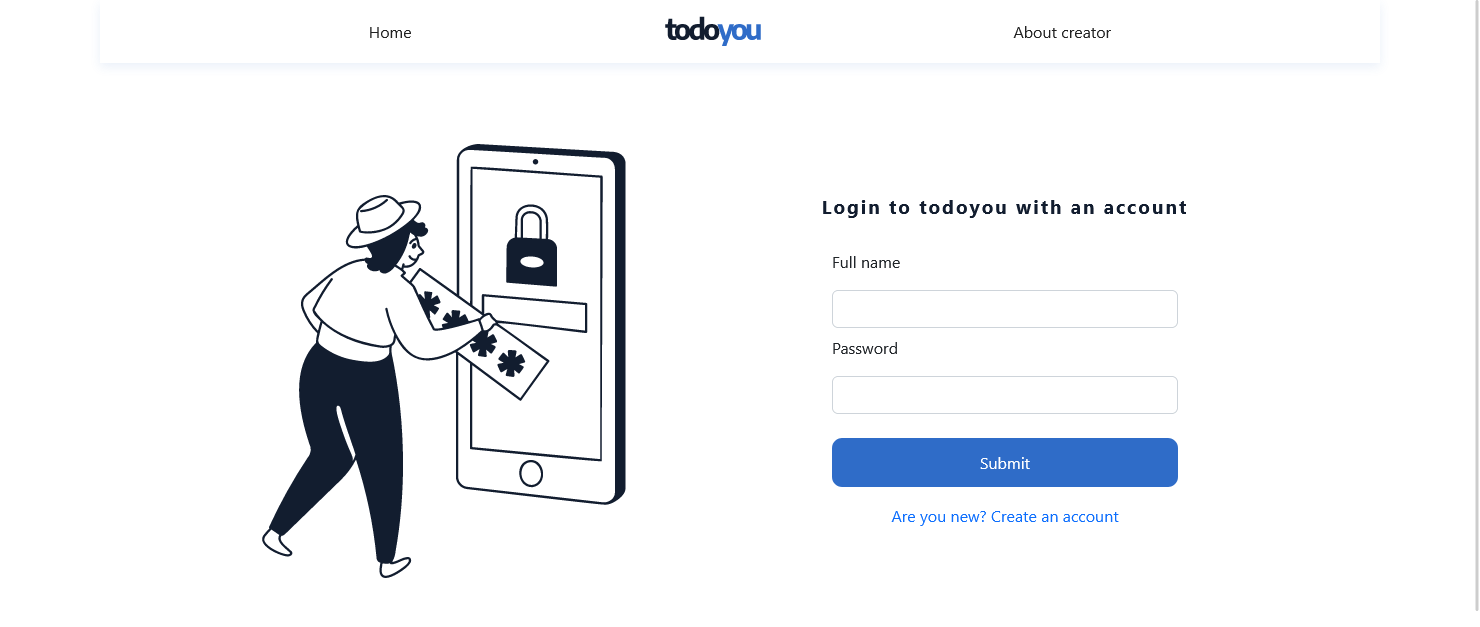 Home
todoyou
About creator
Login to todoyou with an account
Full name
Password
Submit
Are you new? Create an account